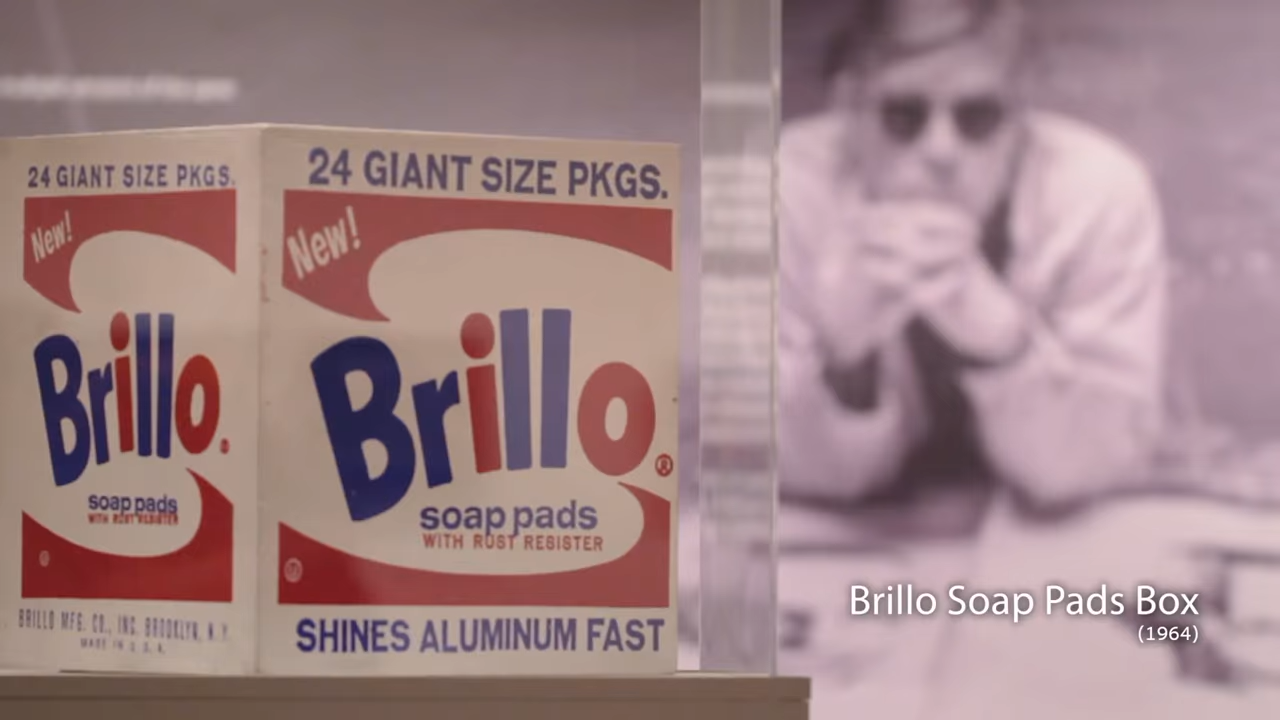 24 GIANT SIZE PKGS.
New!
Brillo®
soap pads
WITH RUST RESISTER
BRILLO MFG. CO., INC. BROOKLYN, N.Y.
MADE IN U.S.A.
24 GIANT SIZE PKGS.
New!
Brillo®
soap pads
WITH RUST RESISTER
SHINES ALUMINUM FAST
Brillo Soap Pads Box
(1964)